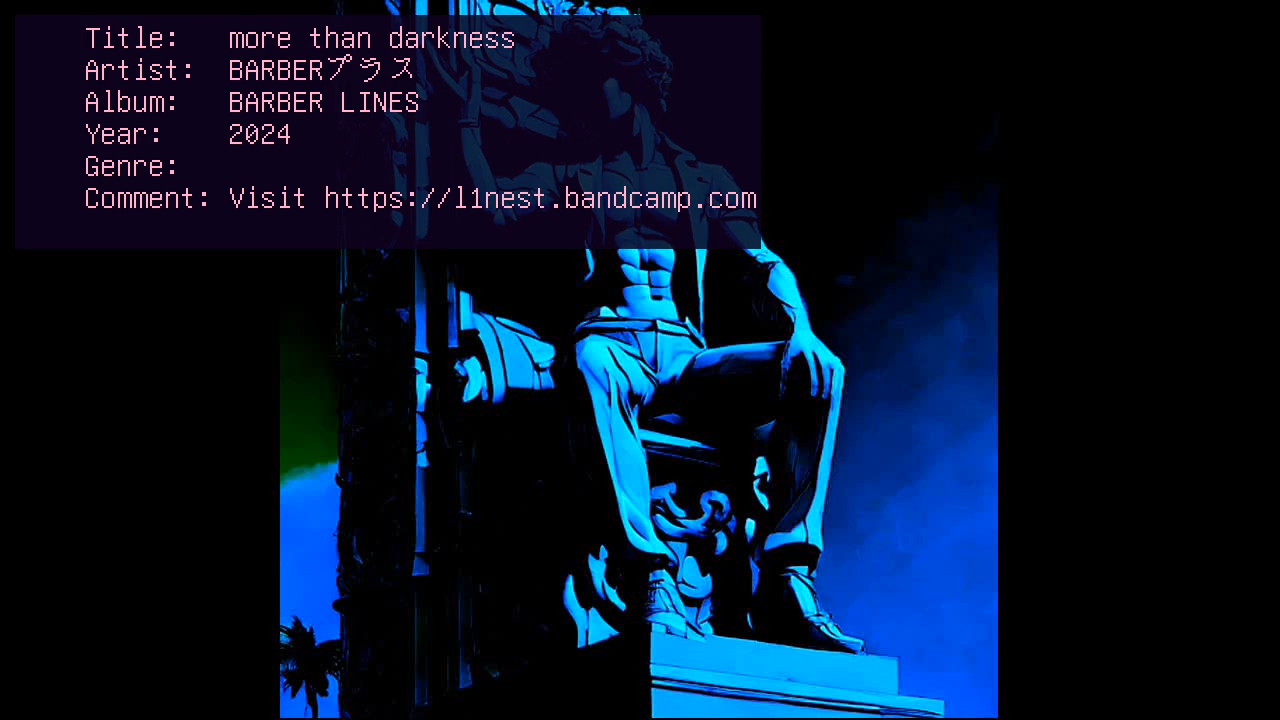 Title: more than darkness
Artist: BARBERプラス
Album: BARBER LINES
Year: 2024
Genre:
Comment: Visit https://l1nest.bandcamp.com